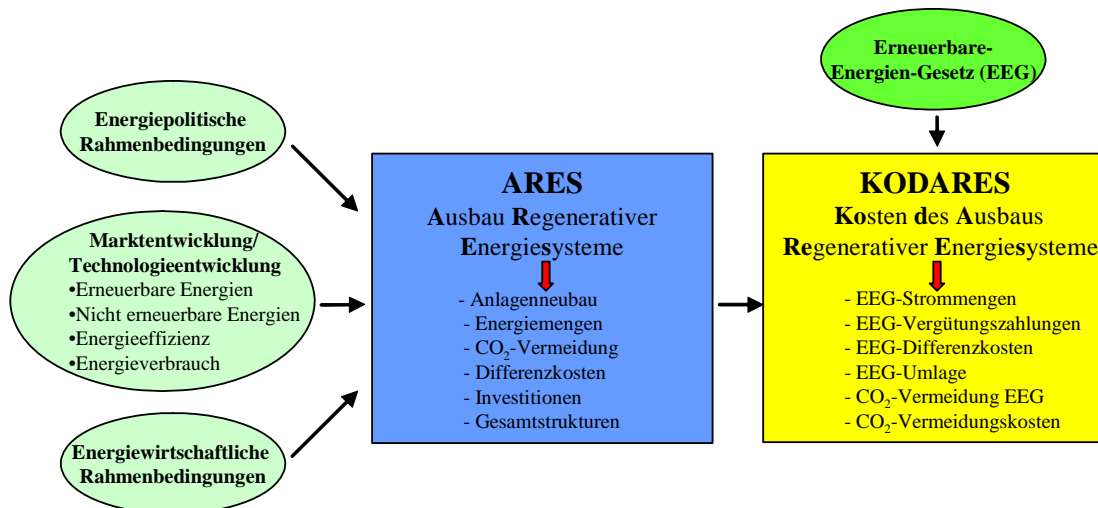 Erneuerbare-
Energien-Gesetz (EEG)
Energiepolitische
Rahmenbedingungen
Marktentwicklung/
Technologieentwicklung
•Erneuerbare Energien
•Nicht erneuerbare Energien
•Energieeffizienz
•Energieverbrauch
Energiewirtschaftliche
Rahmenbedingungen
ARES
Ausbau Regenerativer
Energiesysteme
- Anlagenneubau
- Energiemengen
- CO₂-Vermeidung
- Differenzkosten
- Investitionen
- Gesamtstrukturen
KODARES
Kosten des Ausbaus
Regenerativer Energiesysteme
- EEG-Strommengen
- EEG-Vergütungszahlungen
- EEG-Differenzkosten
- EEG-Umlage
- CO₂-Vermeidung EEG
- CO₂-Vermeidungskosten